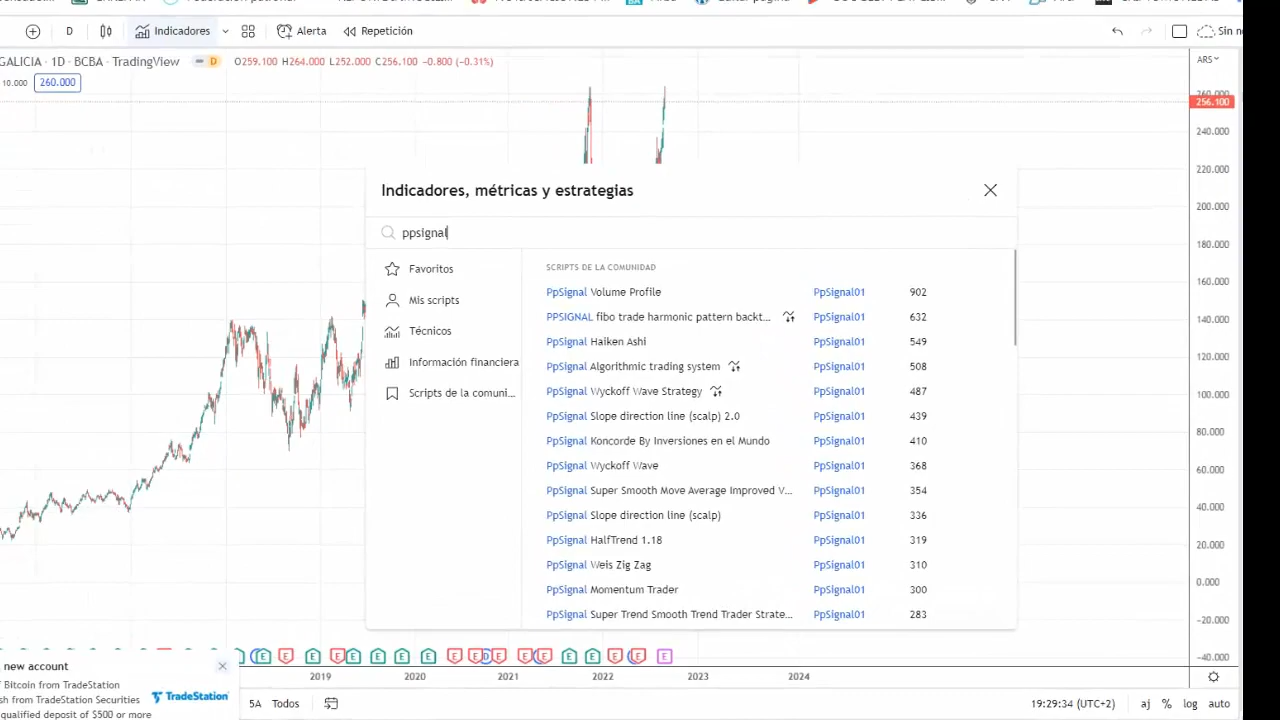 D
Indicadores
Alerta
Repetición
Sin n
GALICIA · 1D · BCBA · TradingView
D
O259.100 H264.000 L252.000 C256.100 −0.800 (−0.31%)
ARS
10.000
260.000
260.000
256.100
240.000
220.000
200.000
180.000
160.000
140.000
120.000
100.000
80.000
60.000
40.000
20.000
0.000
−20.000
−40.000
Indicadores, métricas y estrategias
ppsignal
Favoritos
Mis scripts
Técnicos
Información financiera
Scripts de la comuni...
SCRIPTS DE LA COMUNIDAD
PpSignal Volume Profile PpSignal01 902
PPSIGNAL fibo trade harmonic pattern backt... PpSignal01 632
PpSignal Haiken Ashi PpSignal01 549
PpSignal Algorithmic trading system PpSignal01 508
PpSignal Wyckoff Wave Strategy PpSignal01 487
PpSignal Slope direction line (scalp) 2.0 PpSignal01 439
PpSignal Koncorde By Inversiones en el Mundo PpSignal01 410
PpSignal Wyckoff Wave PpSignal01 368
PpSignal Super Smooth Move Average Improved V... PpSignal01 354
PpSignal Slope direction line (scalp) PpSignal01 336
PpSignal HalfTrend 1.18 PpSignal01 319
PpSignal Weis Zig Zag PpSignal01 310
PpSignal Momentum Trader PpSignal01 300
PpSignal Super Trend Smooth Trend Trader Strate... PpSignal01 283
E E E E E E E E D E E E E E E E E
2019 2020 2021 2022 2023 2024
new account
Bitcoin from TradeStation
sh from TradeStation Securities
qualified deposit of $500 or more
TradeStation
5A Todos
19:29:34 (UTC+2)
aj % log auto